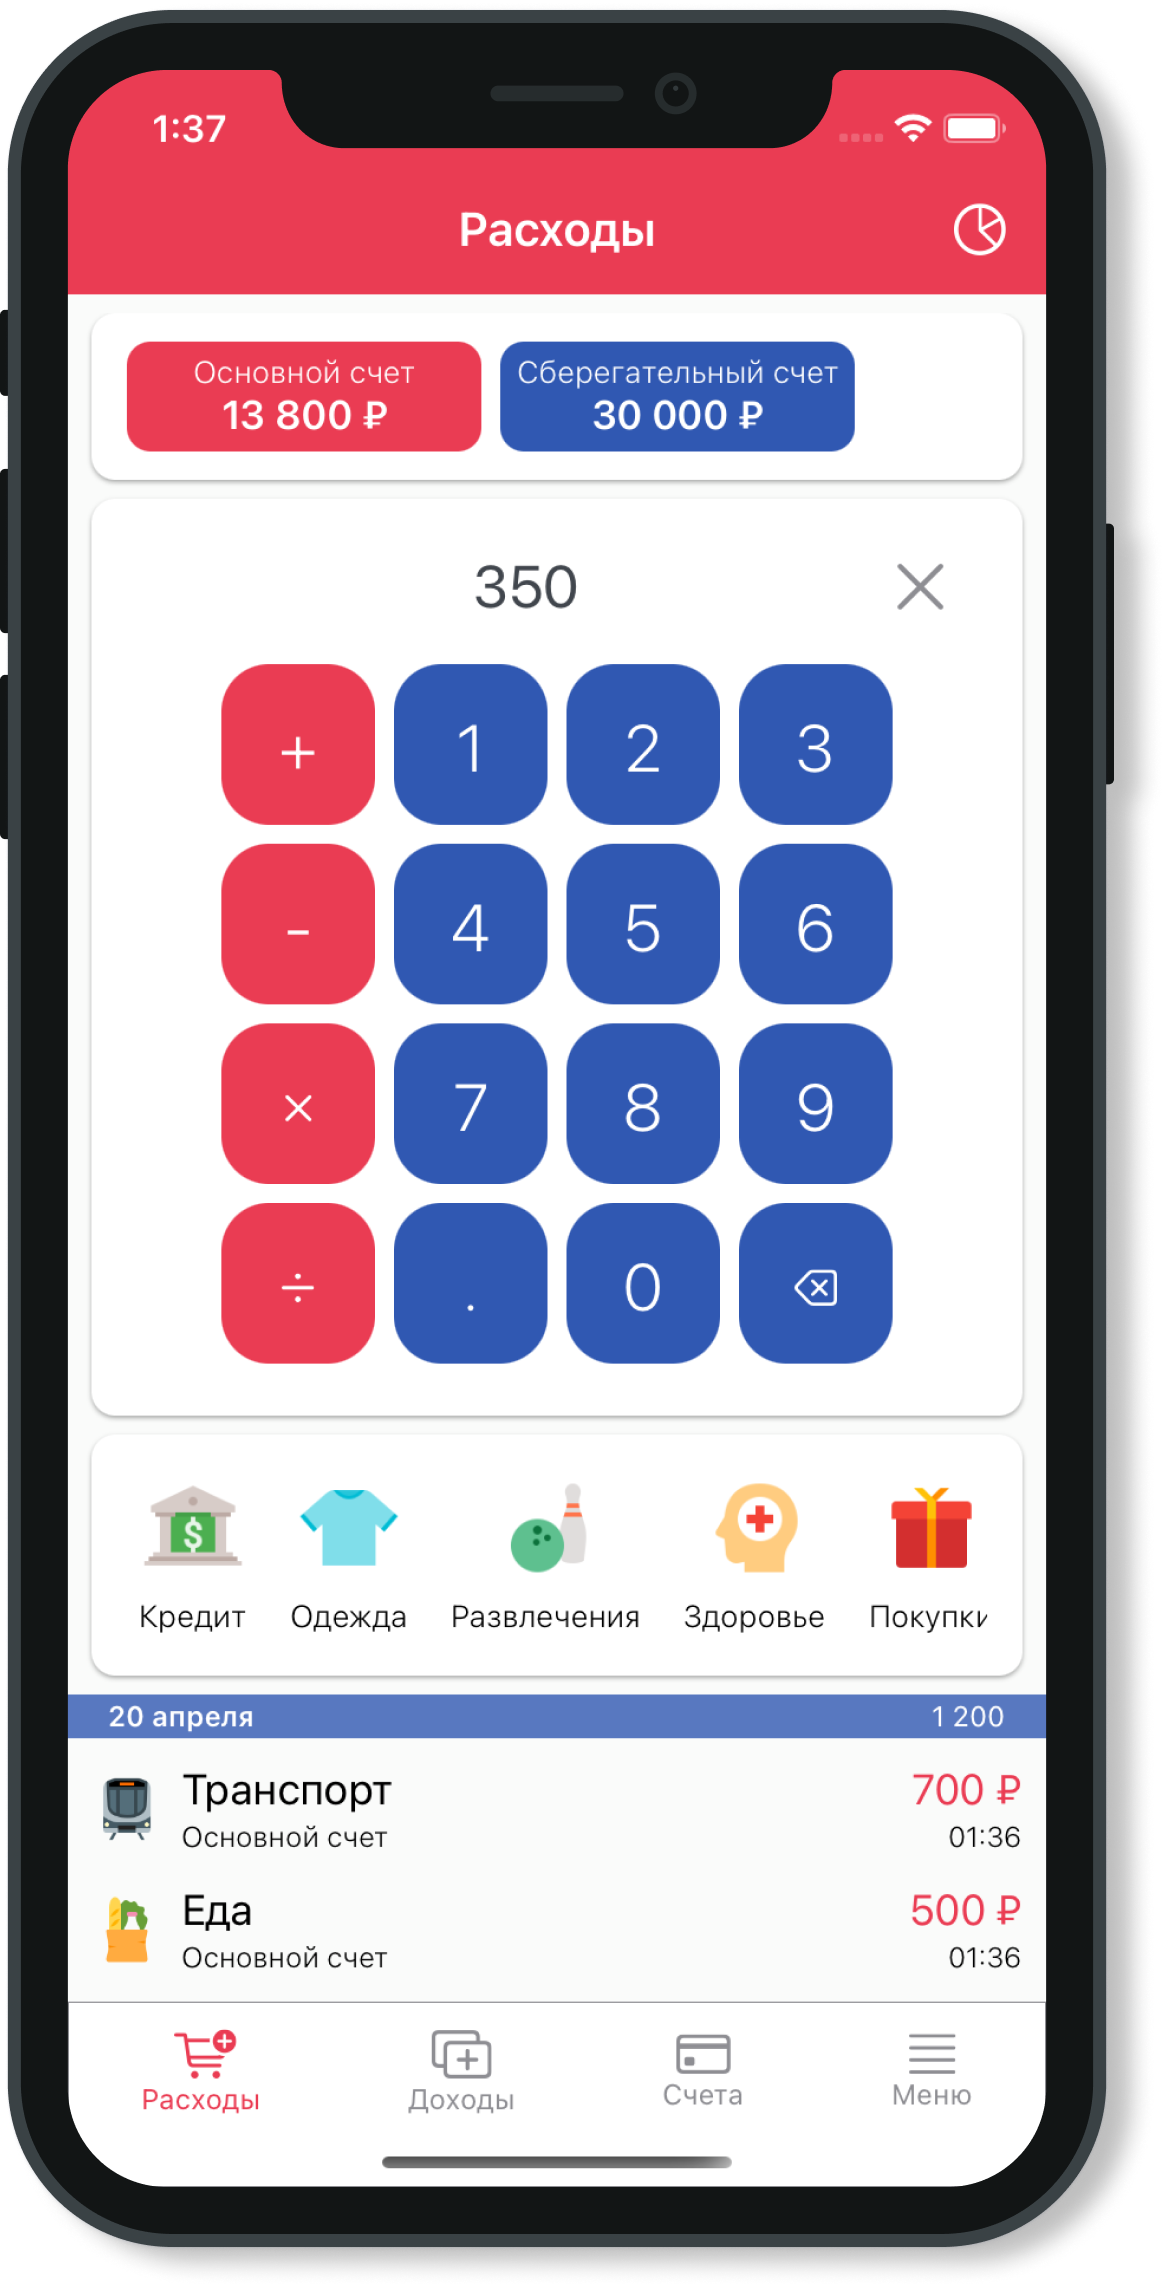 1:37
Расходы
Основной счет
13 800 ₽
Сберегательный счет
30 000 ₽
350
+ 1 2 3
- 4 5 6
× 7 8 9
÷ . 0
$
Кредит Одежда Развлечения Здоровье Покупки
20 апреля 1 200
Транспорт 700 ₽
Основной счет 01:36
Еда 500 ₽
Основной счет 01:36
Расходы Доходы Счета Меню